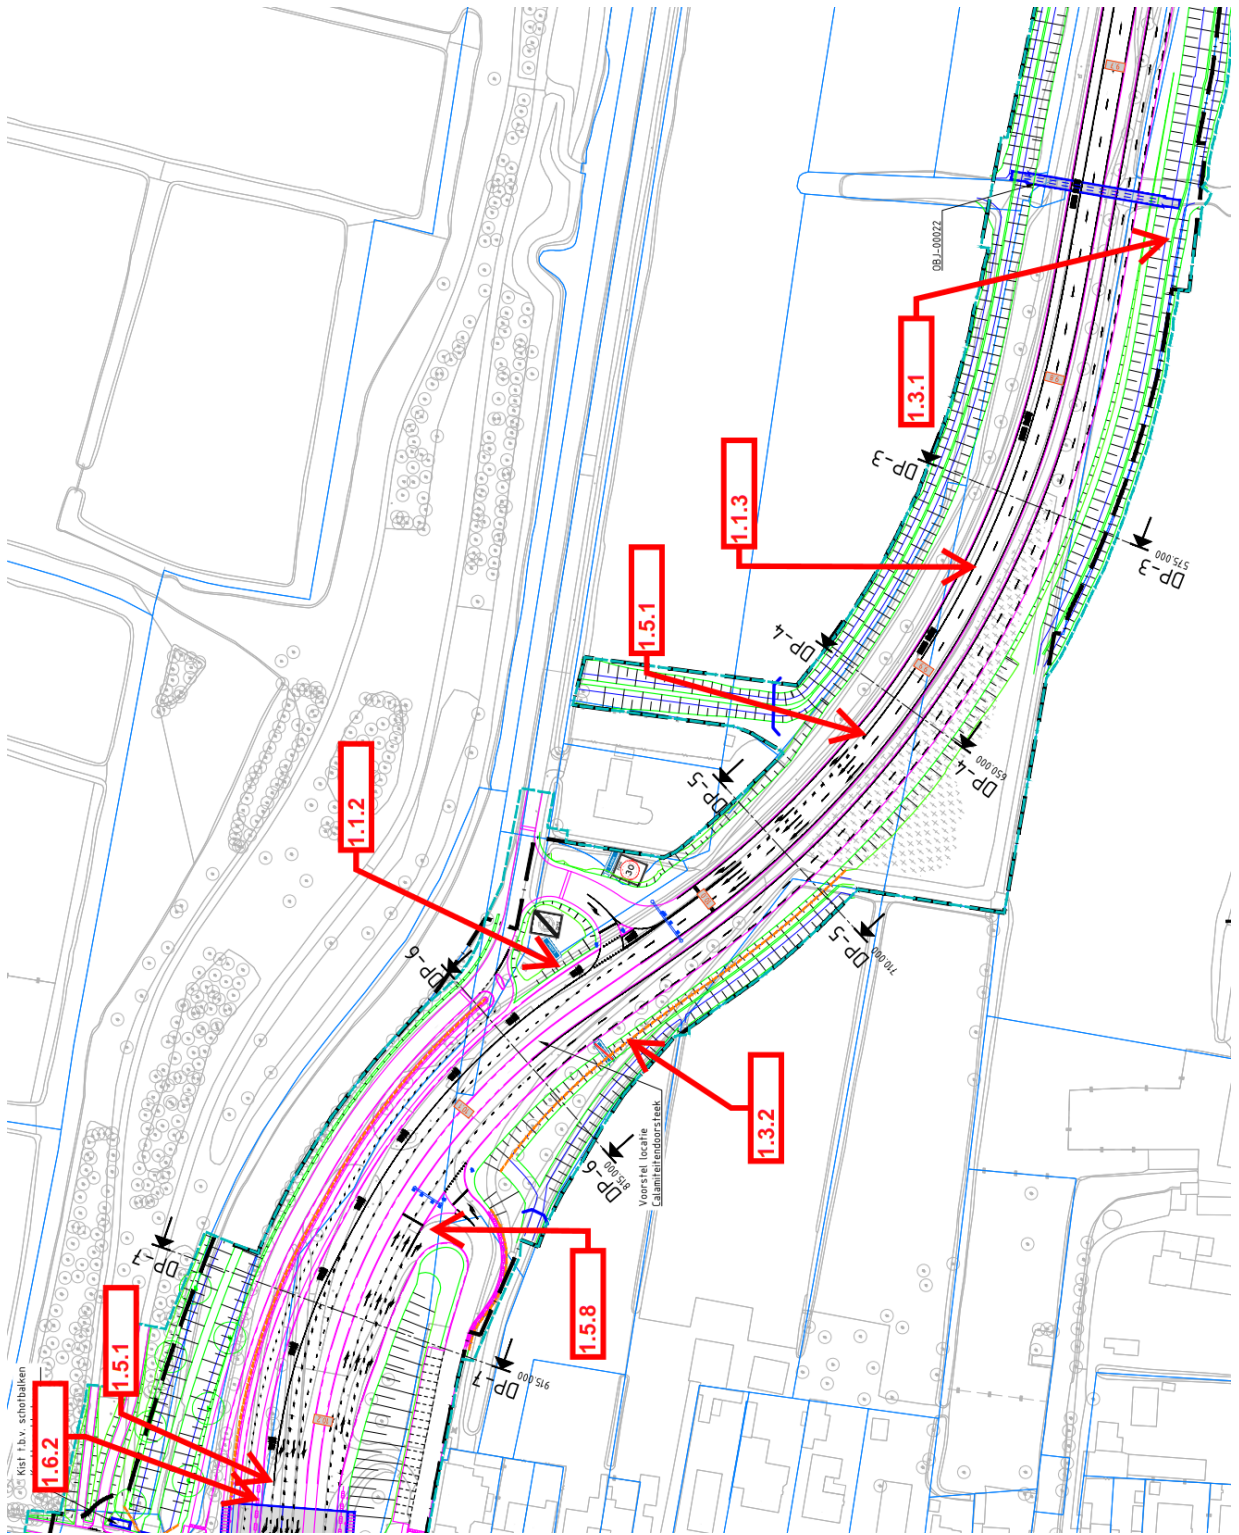 OBJ-00022
1.3.1
DP-3
1.1.3
575.000
DP-3
1.5.1
DP-4
650.000
DP-4
DP-5
1.1.2
30
710.000
DP-5
DP-6
1.3.2
Voorstel locatie
Calamiteitendoorsteek
815.000
DP-6
DP-7
1.5.8
1.5.1
915.000
DP-7
Kist t.b.v. schotbalken
1.6.2